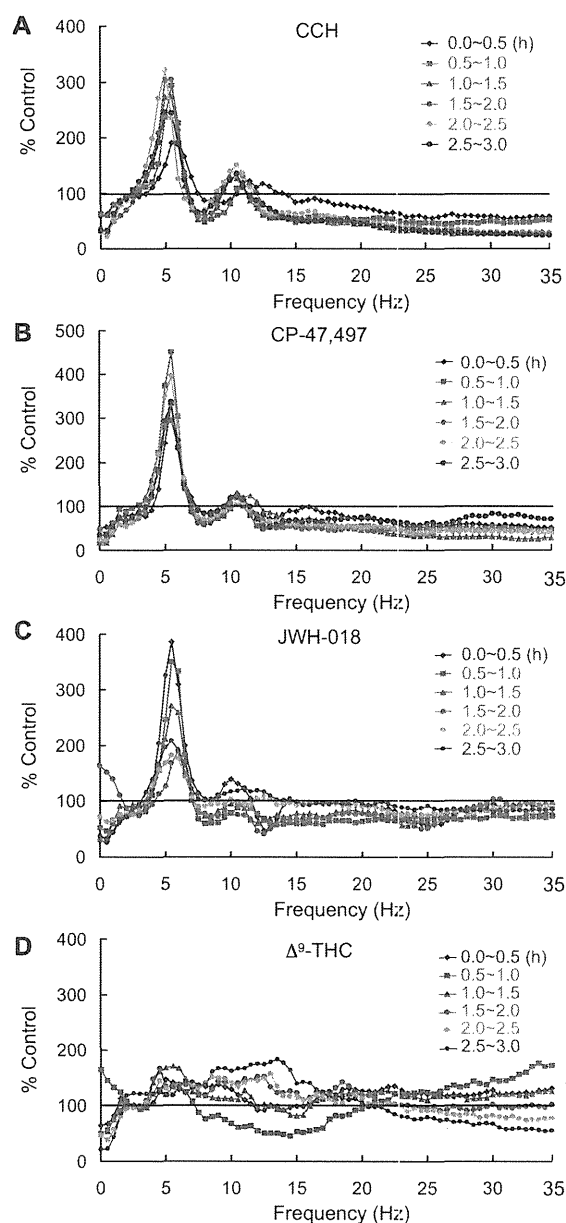 A
CCH
400
300
200
100
0
% Control
0.0~0.5 (h)
0.5~1.0
1.0~1.5
1.5~2.0
2.0~2.5
2.5~3.0
0 5 10 15 20 25 30 35
Frequency (Hz)
B
CP-47,497
500
400
300
200
100
0
% Control
0.0~0.5 (h)
0.5~1.0
1.0~1.5
1.5~2.0
2.0~2.5
2.5~3.0
0 5 10 15 20 25 30 35
Frequency (Hz)
C
JWH-018
400
300
200
100
0
% Control
0.0~0.5 (h)
0.5~1.0
1.0~1.5
1.5~2.0
2.0~2.5
2.5~3.0
0 5 10 15 20 25 30 35
Frequency (Hz)
D
Δ⁹-THC
400
300
200
100
0
% Control
0.0~0.5 (h)
0.5~1.0
1.0~1.5
1.5~2.0
2.0~2.5
2.5~3.0
0 5 10 15 20 25 30 35
Frequency (Hz)